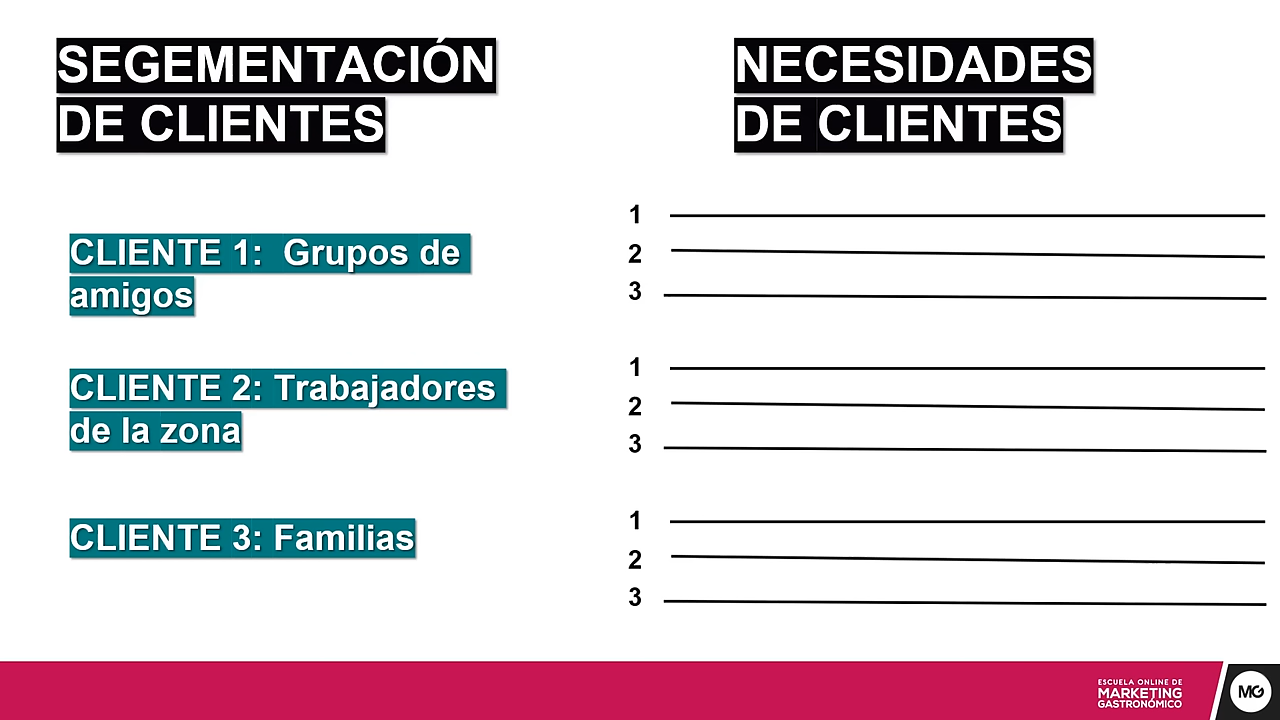 SEGEMENTACIÓN
DE CLIENTES
NECESIDADES
DE CLIENTES
CLIENTE 1:  Grupos de
amigos
1
2
3
CLIENTE 2: Trabajadores
de la zona
1
2
3
CLIENTE 3: Familias
1
2
3
ESCUELA ONLINE DE
MARKETING
GASTRONÓMICO
MG